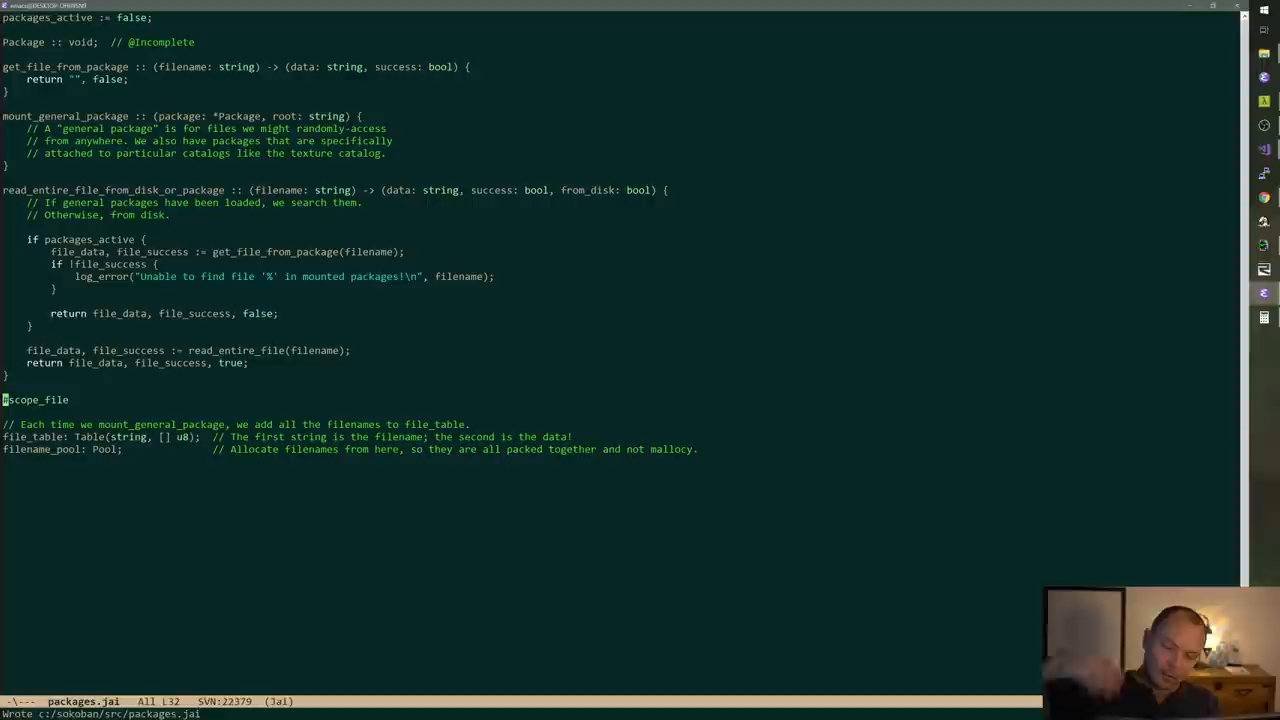 packages_active := false;
Package :: void;  // @Incomplete
get_file_from_package :: (filename: string) -> (data: string, success: bool) {
    return "", false;
}
mount_general_package :: (package: *Package, root: string) {
    // A "general package" is for files we might randomly-access
    // from anywhere. We also have packages that are specifically
    // attached to particular catalogs like the texture catalog.
}
read_entire_file_from_disk_or_package :: (filename: string) -> (data: string, success: bool, from_disk: bool) {
    // If general packages have been loaded, we search them.
    // Otherwise, from disk.
    if packages_active {
        file_data, file_success := get_file_from_package(filename);
        if !file_success {
            log_error("Unable to find file '%' in mounted packages!\n", filename);
        }
        return file_data, file_success, false;
    }
    file_data, file_success := read_entire_file(filename);
    return file_data, file_success, true;
}
#scope_file
// Each time we mount_general_package, we add all the filenames to file_table.
file_table: Table(string, [] u8);  // The first string is the filename; the second is the data!
filename_pool: Pool;               // Allocate filenames from here, so they are all packed together and not mallocy.
-\---  packages.jai   All L32   SVN:22379  (Jai)
Wrote c:/sokoban/src/packages.jai